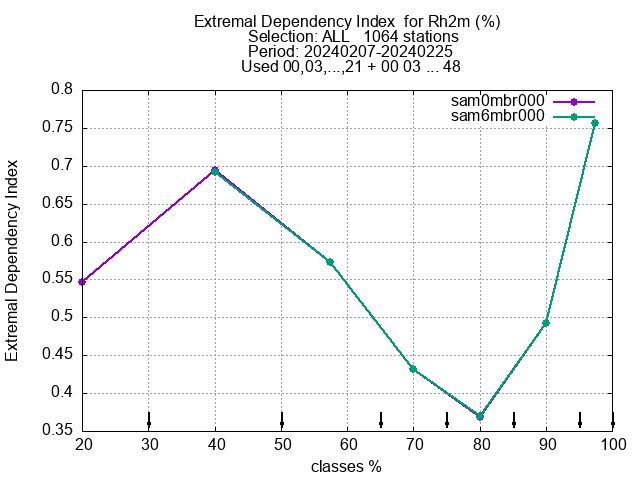 Extremal Dependency Index  for Rh2m (%)
Selection: ALL   1064 stations
Period: 20240207-20240225
Used 00,03,...,21 + 00 03 ... 48
sam0mbr000
sam6mbr000
Extremal Dependency Index
0.8
0.75
0.7
0.65
0.6
0.55
0.5
0.45
0.4
0.35
20 30 40 50 60 70 80 90 100
classes %